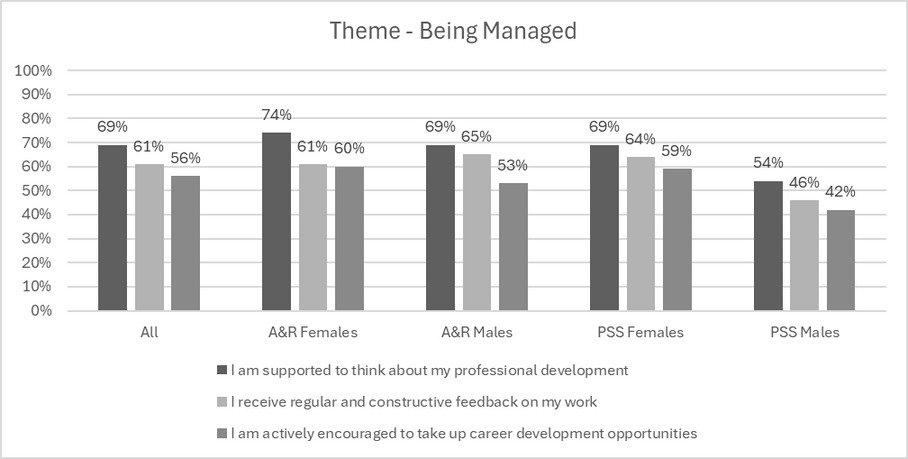 Theme - Being Managed
100%
90%
80%
70%
60%
50%
40%
30%
20%
10%
0%
69% 61% 56%
74% 61% 60%
69% 65% 53%
69% 64% 59%
54% 46% 42%
All A&R Females A&R Males PSS Females PSS Males
I am supported to think about my professional development
I receive regular and constructive feedback on my work
I am actively encouraged to take up career development opportunities